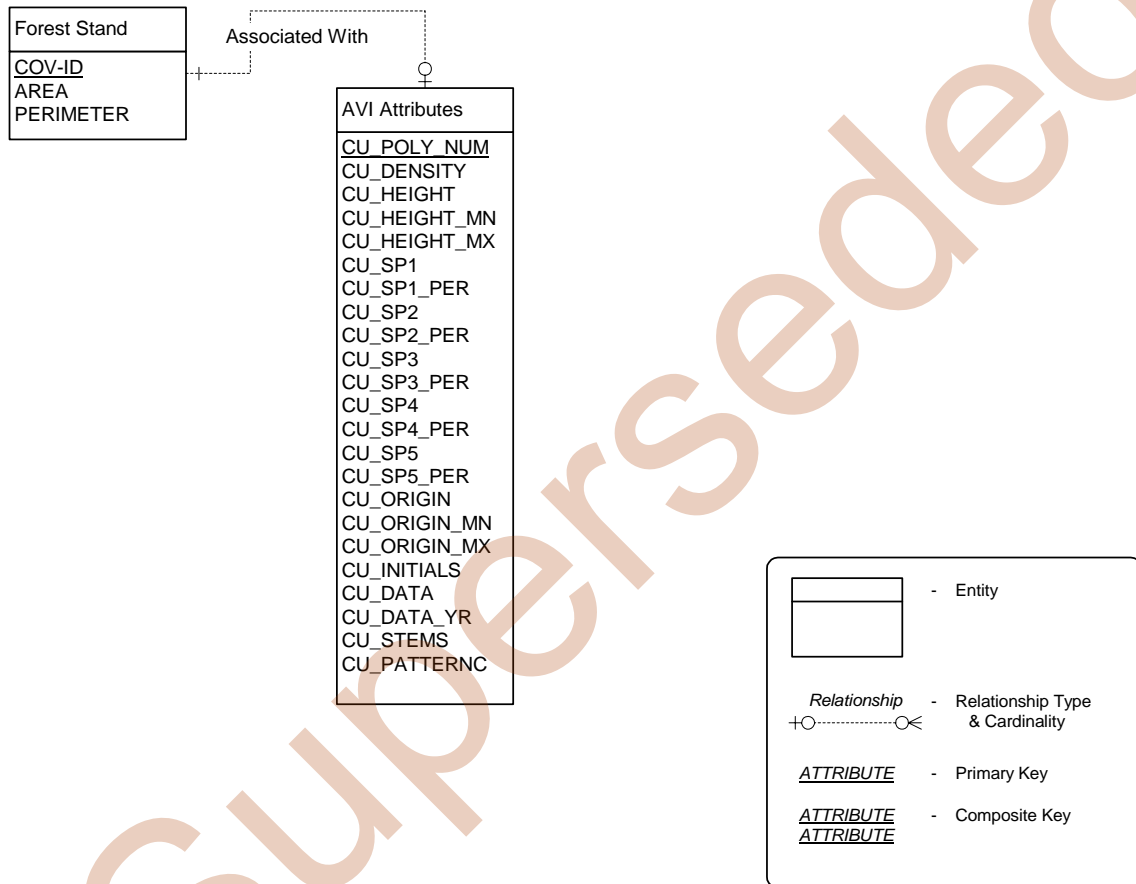 Forest Stand
COV-ID
AREA
PERIMETER
Associated With
AVI Attributes
CU_POLY_NUM
CU_DENSITY
CU_HEIGHT
CU_HEIGHT_MN
CU_HEIGHT_MX
CU_SP1
CU_SP1_PER
CU_SP2
CU_SP2_PER
CU_SP3
CU_SP3_PER
CU_SP4
CU_SP4_PER
CU_SP5
CU_SP5_PER
CU_ORIGIN
CU_ORIGIN_MN
CU_ORIGIN_MX
CU_INITIALS
CU_DATA
CU_DATA_YR
CU_STEMS
CU_PATTERNC
- Entity
Relationship - Relationship Type
& Cardinality
ATTRIBUTE - Primary Key
ATTRIBUTE - Composite Key
ATTRIBUTE
Superseded